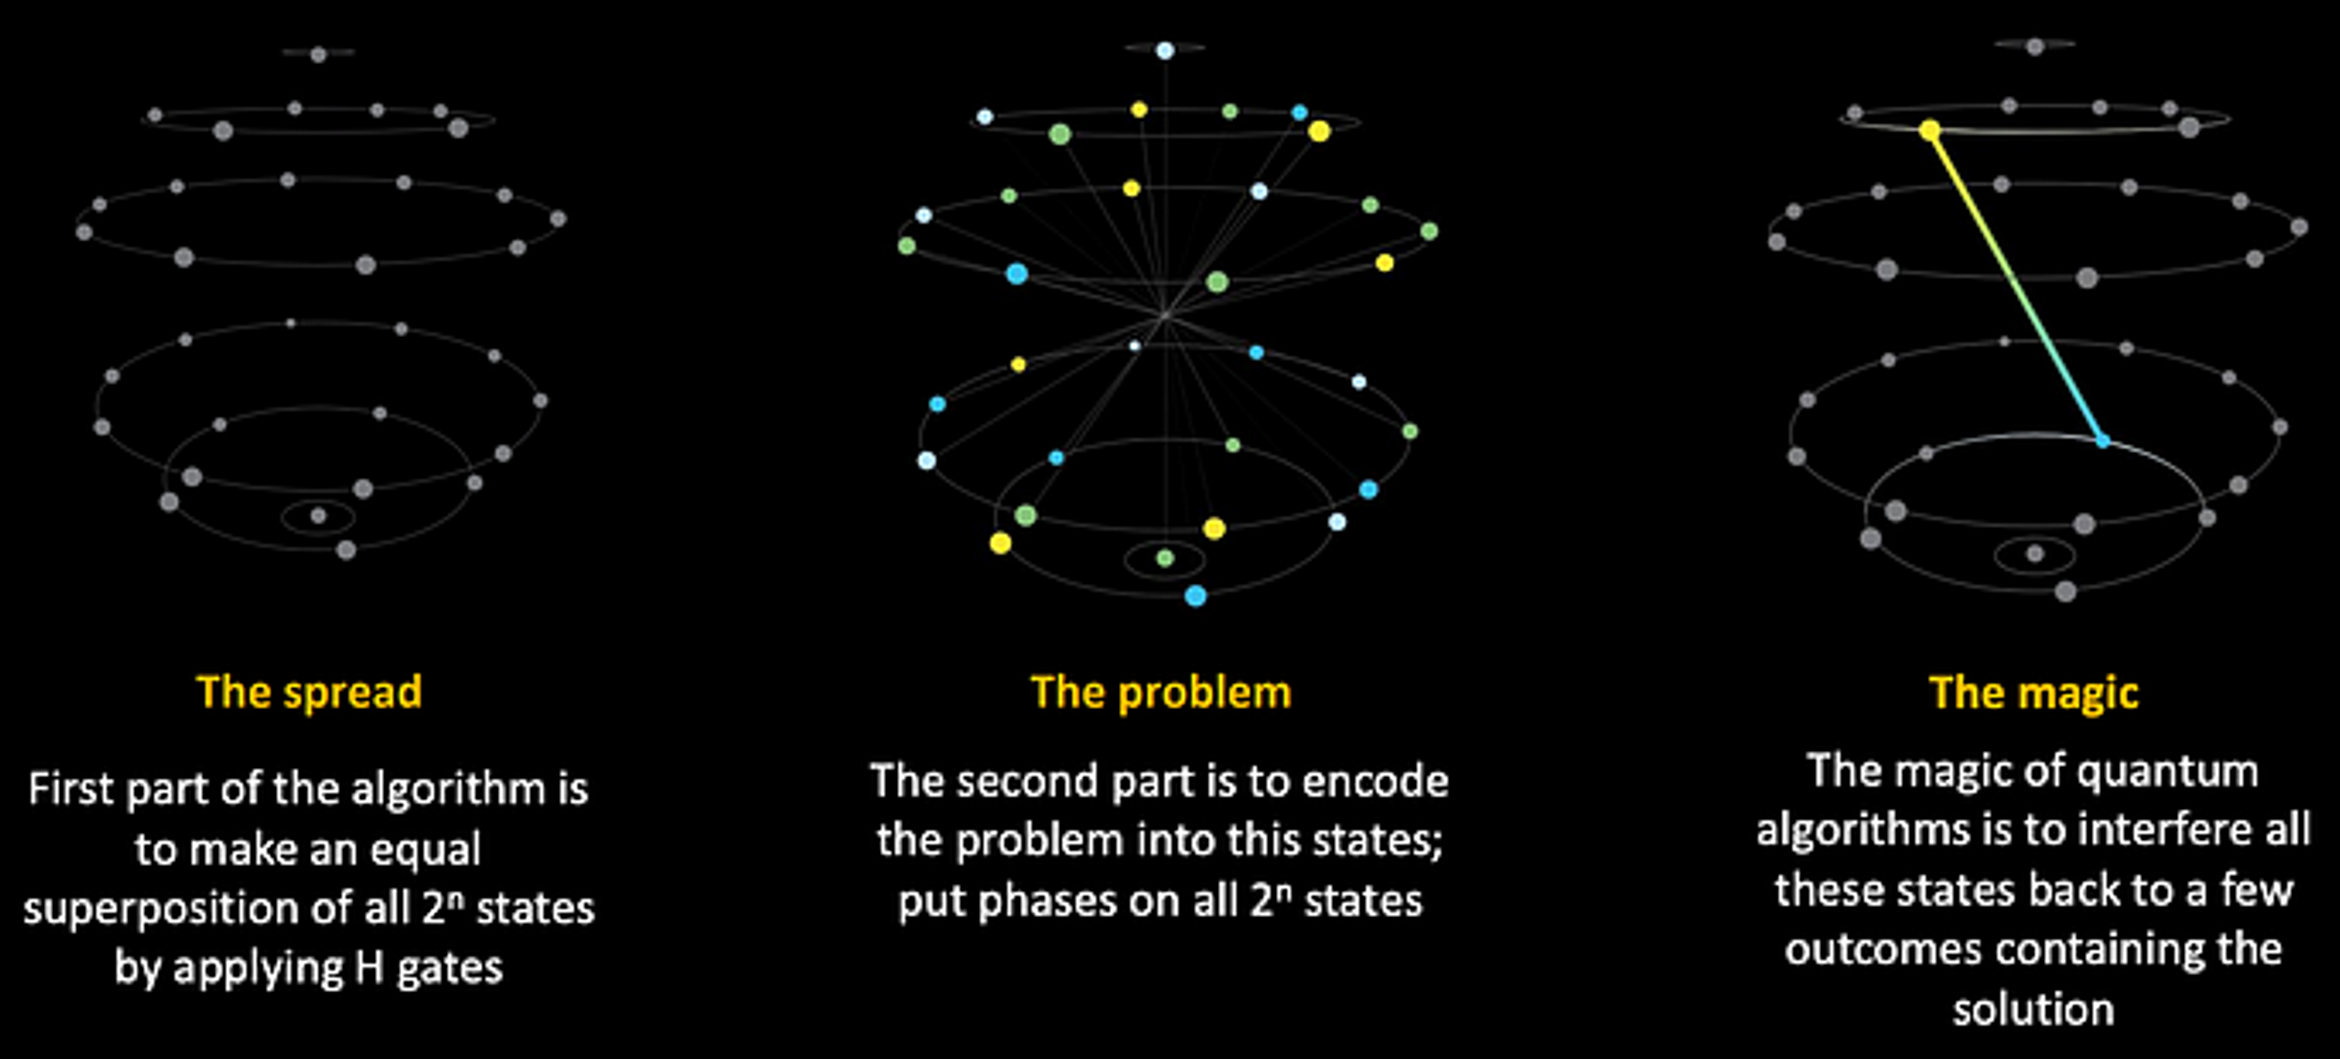 The spread
First part of the algorithm is
to make an equal
superposition of all 2ⁿ states
by applying H gates
The problem
The second part is to encode
the problem into this states;
put phases on all 2ⁿ states
The magic
The magic of quantum
algorithms is to interfere all
these states back to a few
outcomes containing the
solution